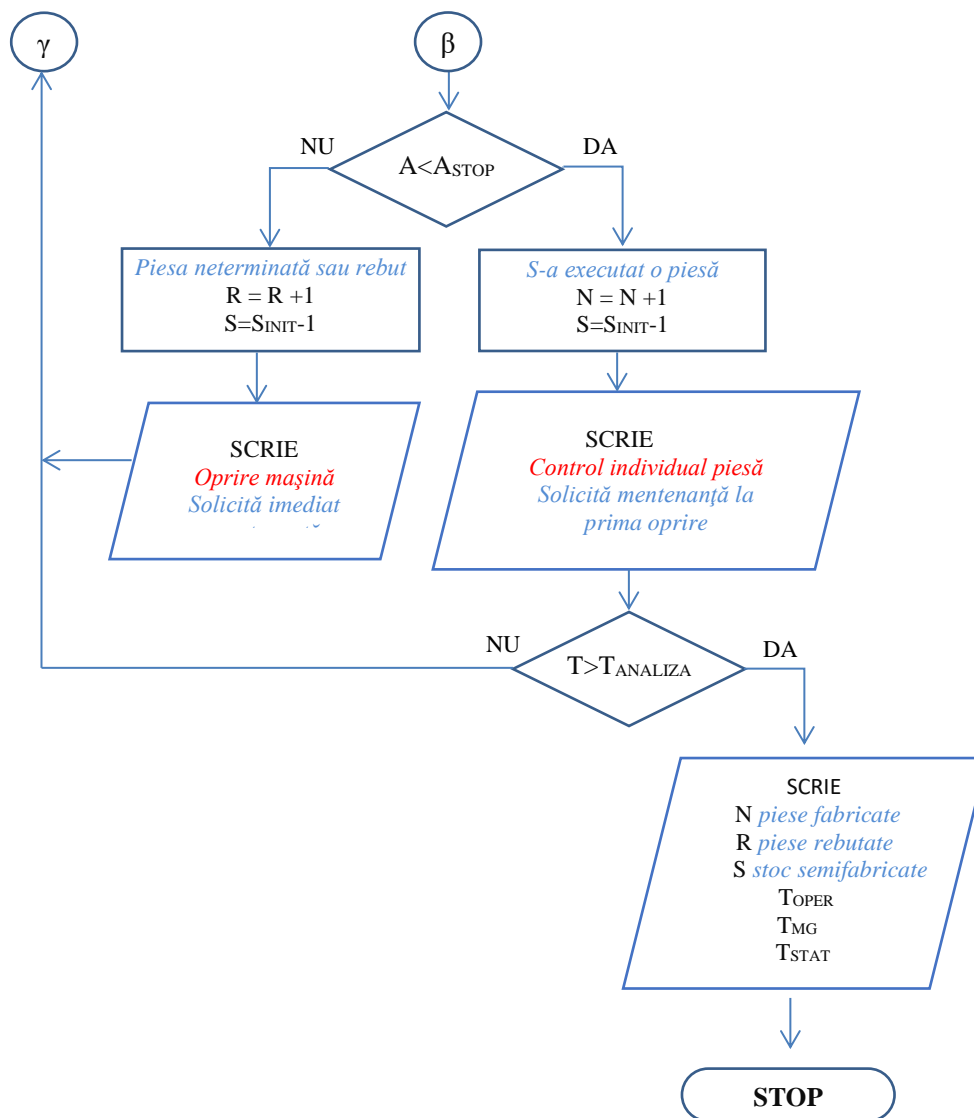 γ
β
NU
DA
A<ASTOP
Piesa neterminată sau rebut
R = R +1
S=SINIT-1
S-a executat o piesă
N = N +1
S=SINIT-1
SCRIE
Oprire maşină
Solicită imediat
SCRIE
Control individual piesă
Solicită mentenanţă la
prima oprire
NU
DA
T>TANALIZA
SCRIE
N piese fabricate
R piese rebutate
S stoc semifabricate
TOPER
TMG
TSTAT
STOP